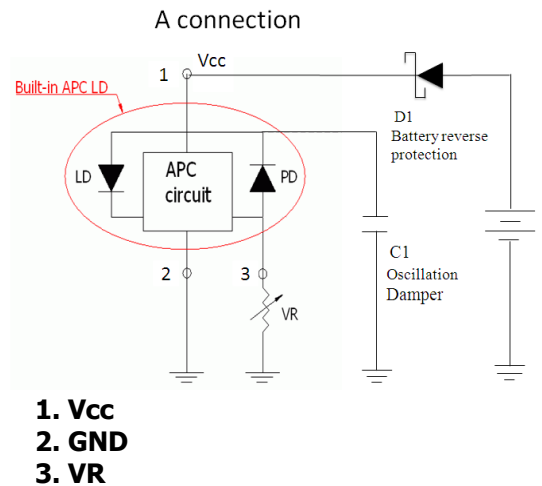 A connection
1
Vcc
Built-in APC LD
D1
Battery reverse
protection
LD
APC
circuit
PD
C1
Oscillation
Damper
2
3
VR
1. Vcc
2. GND
3. VR